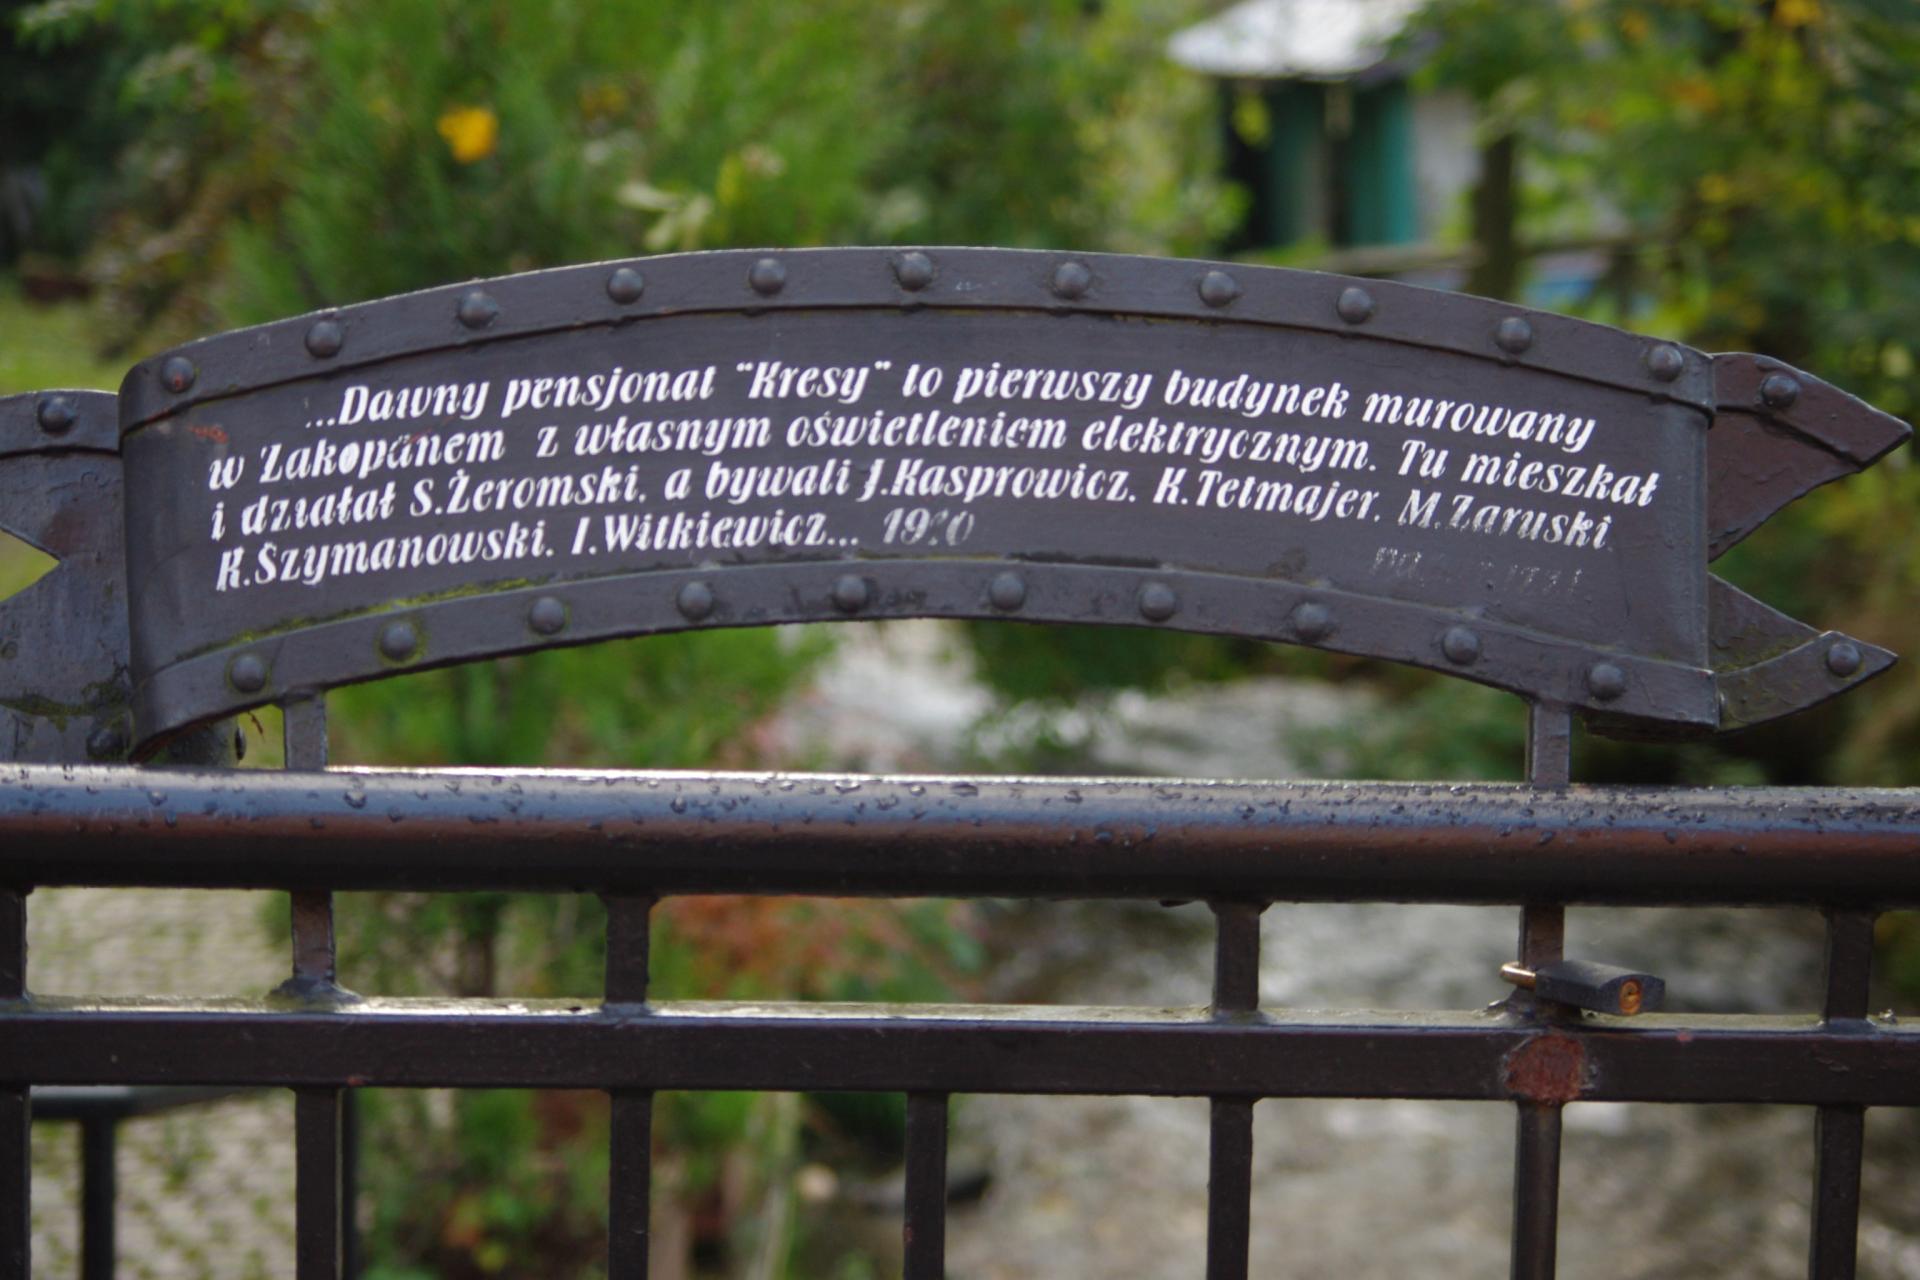 ...Dawny pensjonat "Kresy" to pierwszy budynek murowany
w Zakopanem z własnym oświetleniem elektrycznym. Tu mieszkał
i działał S.Żeromski, a bywali J.Kasprowicz, K.Tetmajer, M.Zaruski
K.Szymanowski, I.Witkiewicz...